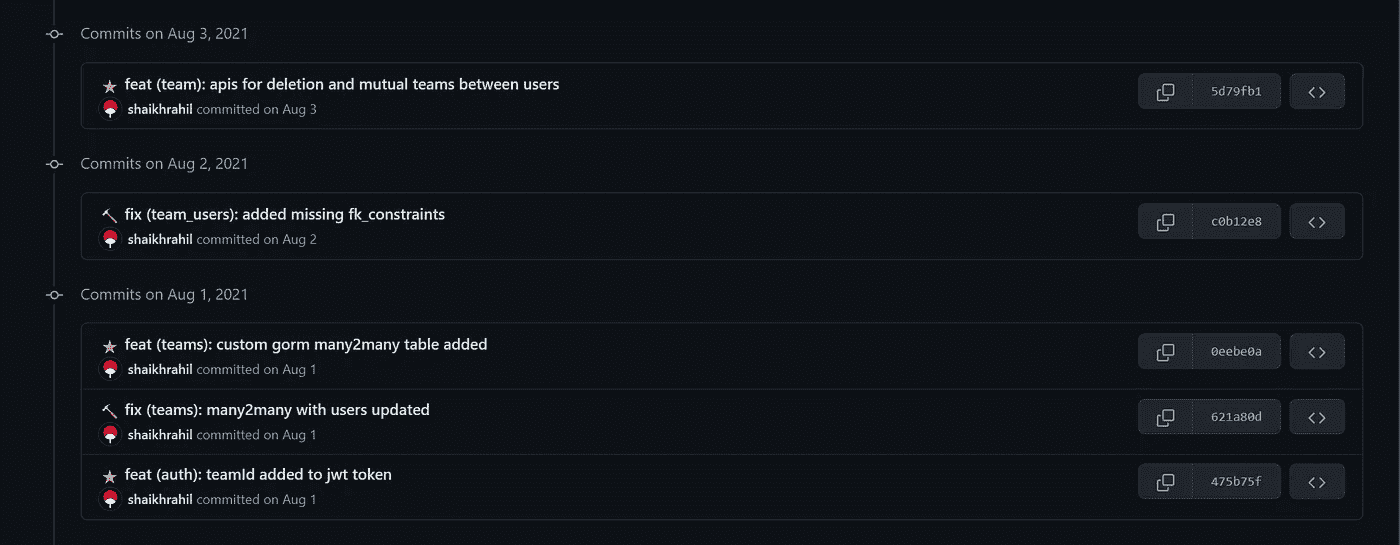 Commits on Aug 3, 2021
feat (team): apis for deletion and mutual teams between users
5d79fb1
shaikhrahil committed on Aug 3
Commits on Aug 2, 2021
fix (team_users): added missing fk_constraints
c0b12e8
shaikhrahil committed on Aug 2
Commits on Aug 1, 2021
feat (teams): custom gorm many2many table added
0eebe0a
shaikhrahil committed on Aug 1
fix (teams): many2many with users updated
621a80d
shaikhrahil committed on Aug 1
feat (auth): teamId added to jwt token
475b75f
shaikhrahil committed on Aug 1